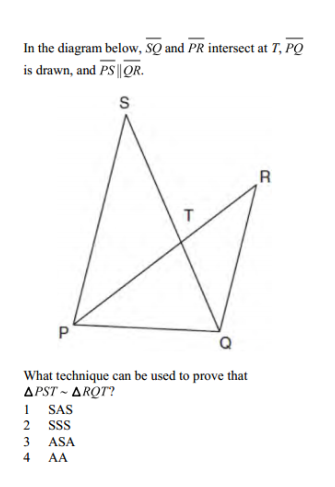 In the diagram below, SQ and PR intersect at T, PQ
is drawn, and PS || QR.
S
R
T
P
Q
What technique can be used to prove that
ΔPST ~ ΔRQT?
1 SAS
2 SSS
3 ASA
4 AA